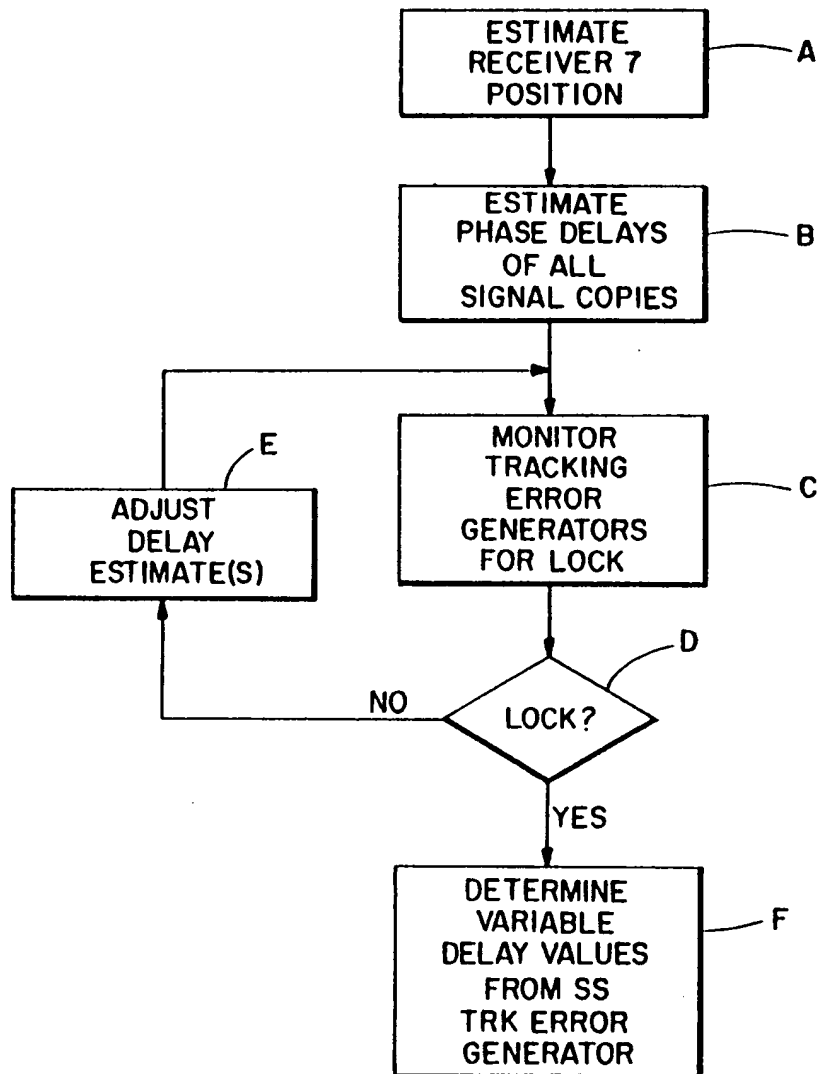 ESTIMATE
RECEIVER 7
POSITION
A
ESTIMATE
PHASE DELAYS
OF ALL
SIGNAL COPIES
B
MONITOR
TRACKING
ERROR
GENERATORS
FOR LOCK
C
E
ADJUST
DELAY
ESTIMATE(S)
D
LOCK?
NO
YES
DETERMINE
VARIABLE
DELAY VALUES
FROM SS
TRK ERROR
GENERATOR
F